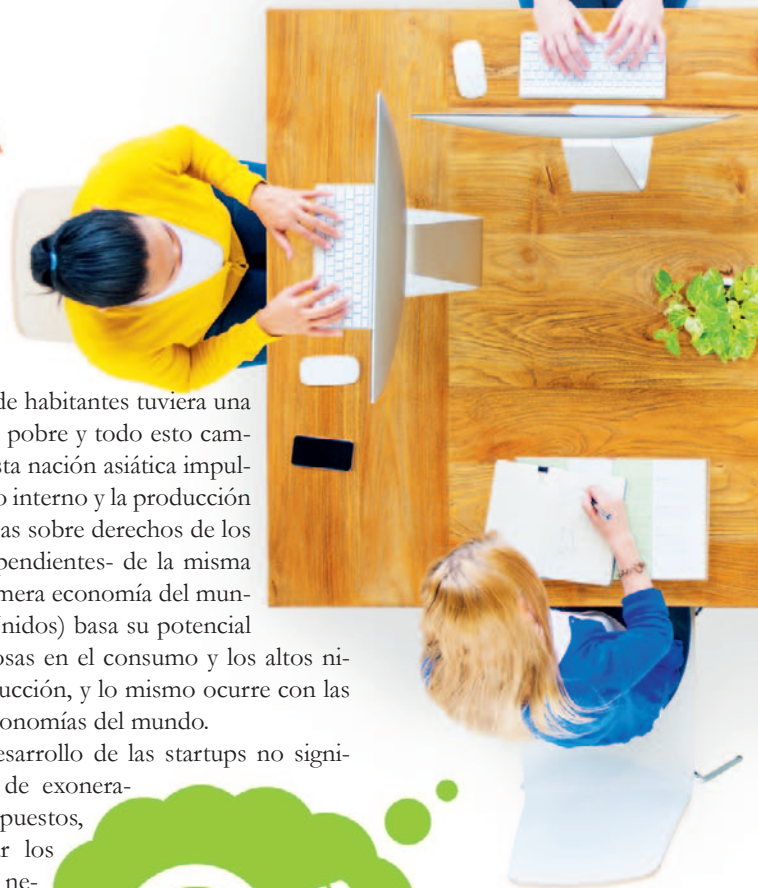 de habitantes tuviera una
pobre y todo esto cam-
sta nación asiática impul-
o interno y la producción
as sobre derechos de los
pendientes- de la misma
mera economía del mun-
nidos) basa su potencial
osas en el consumo y los altos ni-
ucción, y lo mismo ocurre con las
onomías del mundo.
esarrollo de las startups no signi-
de exonera-
puestos,
r los
ne-